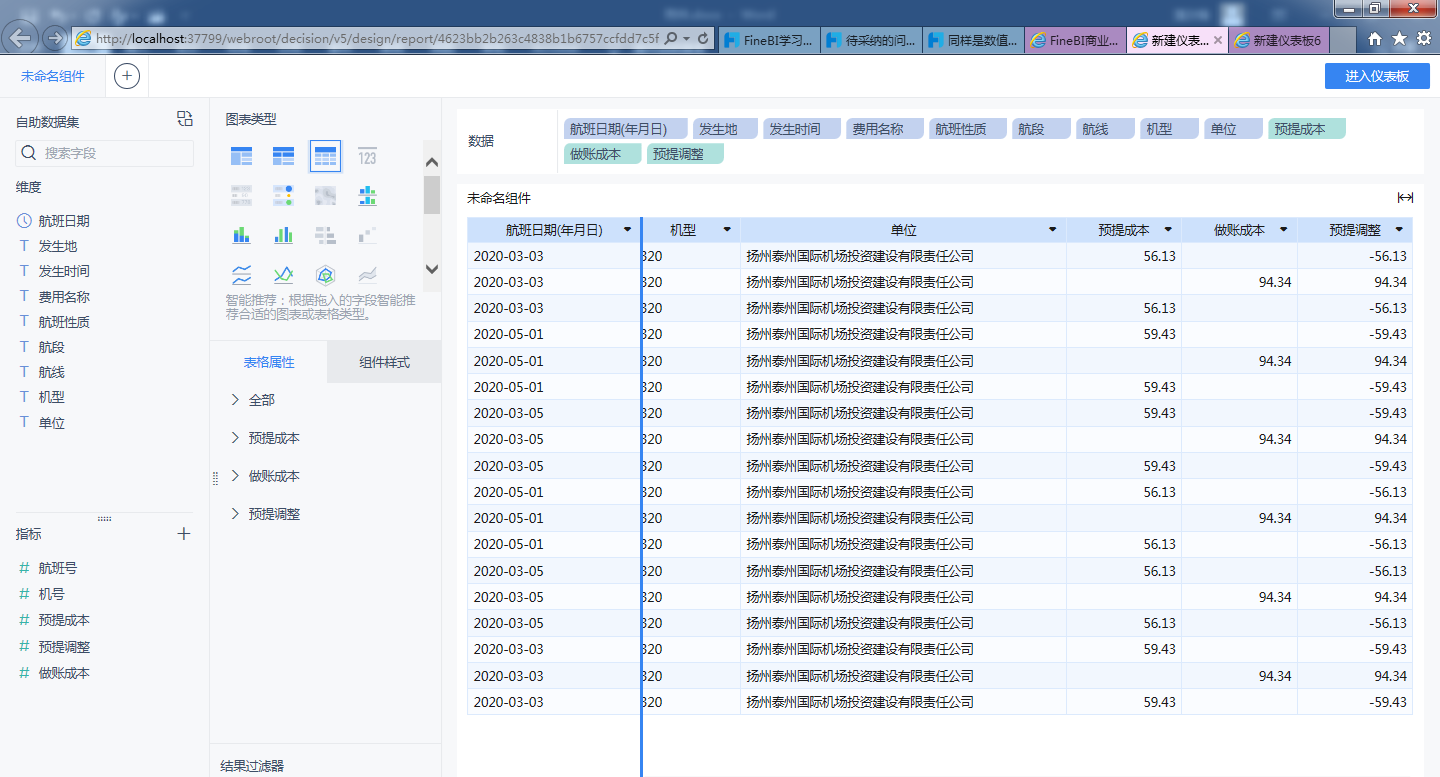 http://localhost:37799/webroot/decision/v5/design/report/4623bb2b263c4838b1b6757ccfdd7c5f
FineBI学习... 待采纳的问... 同样是数值... FineBI商业... 新建仪表... 新建仪表板6
未命名组件 进入仪表板
自助数据集
搜索字段
维度
航班日期
发生地
发生时间
费用名称
航班性质
航段
航线
机型
单位
指标
航班号
机号
预提成本
预提调整
做账成本
图表类型
123
智能推荐：根据拖入的字段智能推
荐合适的图表或表格类型。
表格属性 组件样式
全部
预提成本
做账成本
预提调整
结果过滤器
数据
航班日期(年月日) 发生地 发生时间 费用名称 航班性质 航段 航线 机型 单位 预提成本
做账成本 预提调整
未命名组件
航班日期(年月日) 机型 单位 预提成本 做账成本 预提调整
2020-03-03 320 扬州泰州国际机场投资建设有限责任公司 56.13 -56.13
2020-03-03 320 扬州泰州国际机场投资建设有限责任公司 94.34 94.34
2020-03-03 320 扬州泰州国际机场投资建设有限责任公司 56.13 -56.13
2020-05-01 320 扬州泰州国际机场投资建设有限责任公司 59.43 -59.43
2020-05-01 320 扬州泰州国际机场投资建设有限责任公司 94.34 94.34
2020-05-01 320 扬州泰州国际机场投资建设有限责任公司 59.43 -59.43
2020-03-05 320 扬州泰州国际机场投资建设有限责任公司 59.43 -59.43
2020-03-05 320 扬州泰州国际机场投资建设有限责任公司 94.34 94.34
2020-03-05 320 扬州泰州国际机场投资建设有限责任公司 59.43 -59.43
2020-05-01 320 扬州泰州国际机场投资建设有限责任公司 56.13 -56.13
2020-05-01 320 扬州泰州国际机场投资建设有限责任公司 94.34 94.34
2020-05-01 320 扬州泰州国际机场投资建设有限责任公司 56.13 -56.13
2020-03-05 320 扬州泰州国际机场投资建设有限责任公司 56.13 -56.13
2020-03-05 320 扬州泰州国际机场投资建设有限责任公司 94.34 94.34
2020-03-05 320 扬州泰州国际机场投资建设有限责任公司 56.13 -56.13
2020-03-03 320 扬州泰州国际机场投资建设有限责任公司 59.43 -59.43
2020-03-03 320 扬州泰州国际机场投资建设有限责任公司 94.34 94.34
2020-03-03 320 扬州泰州国际机场投资建设有限责任公司 59.43 -59.43